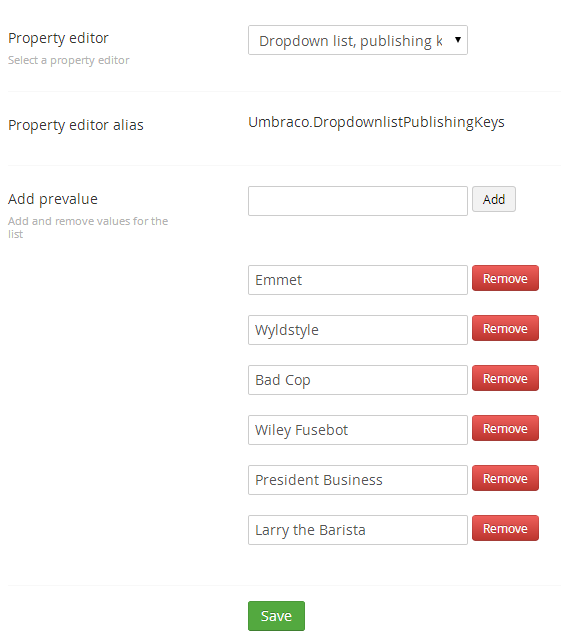 Property editor
Dropdown list, publishing k
Select a property editor
Property editor alias
Umbraco.DropdownlistPublishingKeys
Add prevalue
Add
Add and remove values for the
list
Emmet Remove
Wyldstyle Remove
Bad Cop Remove
Wiley Fusebot Remove
President Business Remove
Larry the Barista Remove
Save